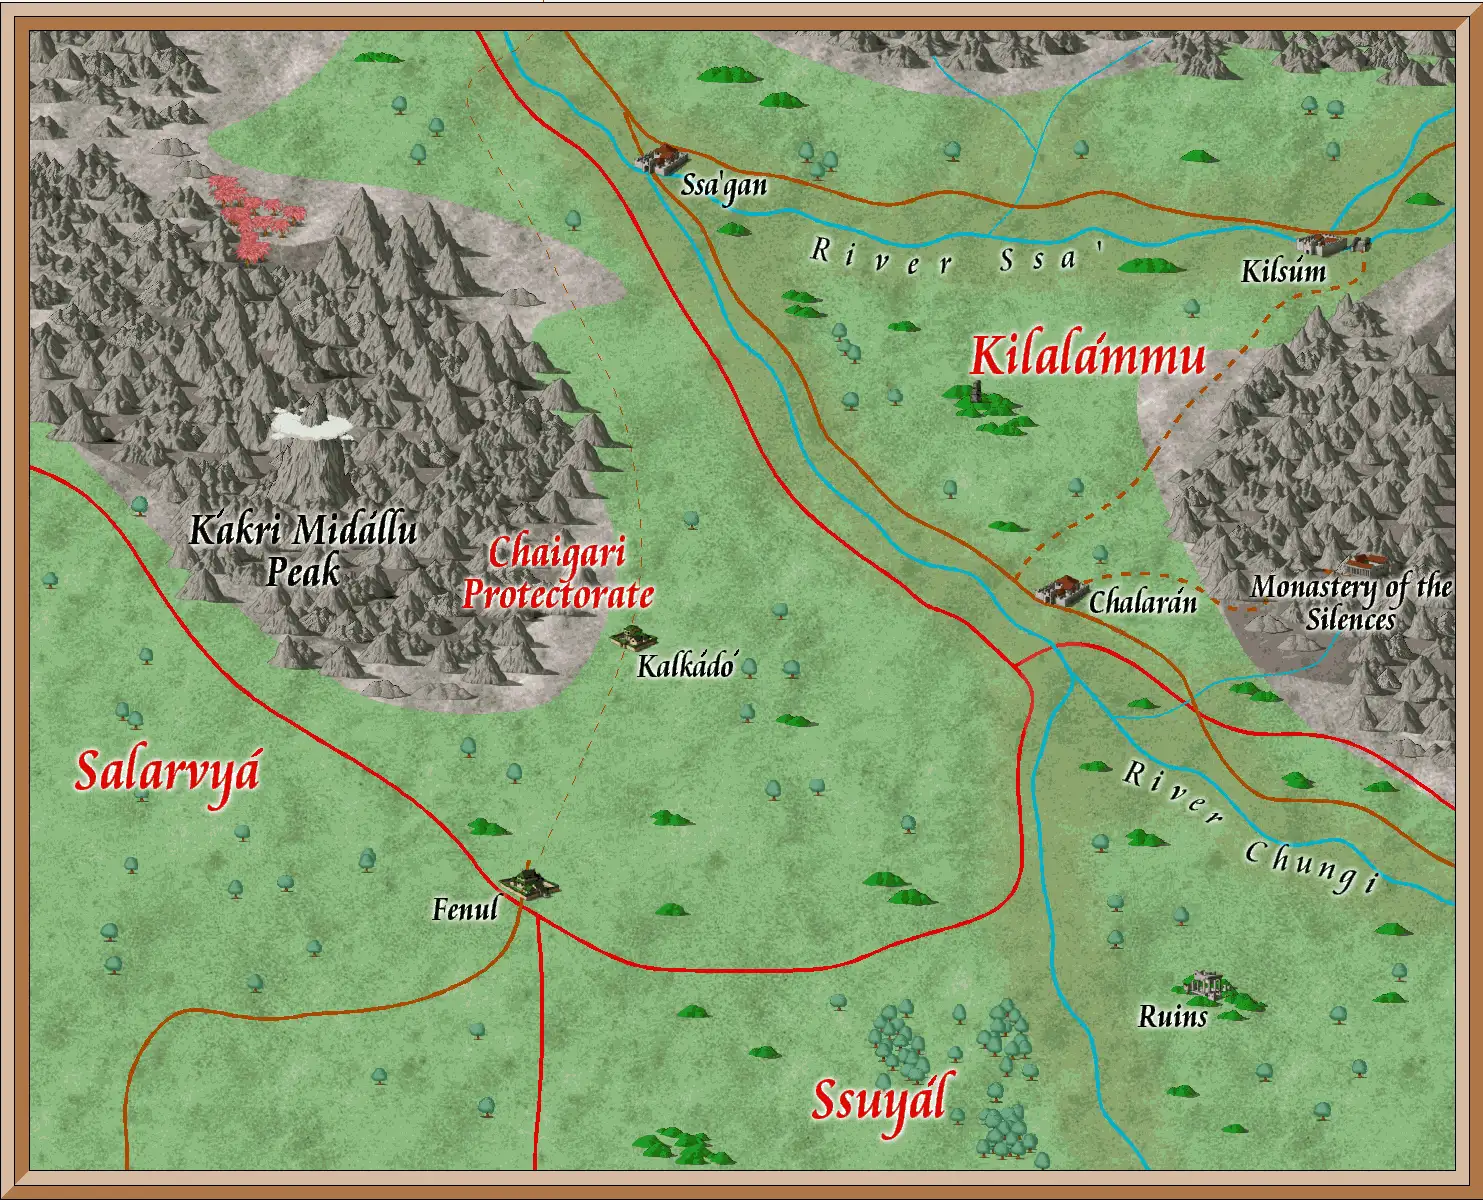 Ssa'gan
River Ssa'
Kilsúm
Kilalámmu
Kákri Midállu
Peak
Chaigari
Protectorate
Monastery of the
Silences
Chalarán
Kalkádó
Salarvyá
River Chungi
Fenul
Ruins
Ssuyál